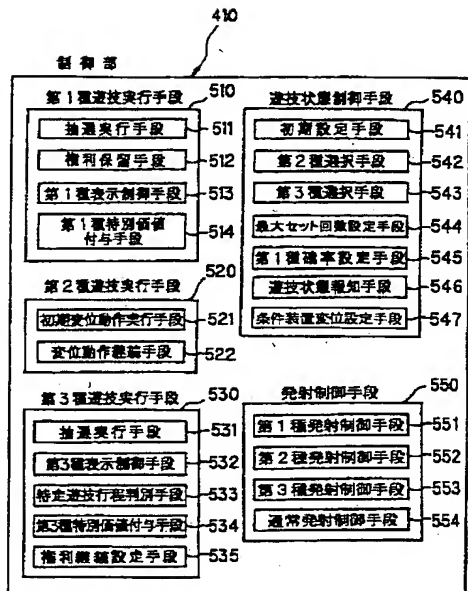 410
制御部
第1種遊技実行手段
510
抽選実行手段
511
権利保留手段
512
第1種表示制御手段
513
第1種特別価値
付与手段
514
第2種遊技実行手段
520
初期変位動作実行手段
521
変位動作継続手段
522
第3種遊技実行手段
530
抽選実行手段
531
第3種表示制御手段
532
特定遊技行程判別手段
533
第3種特別価値付与手段
534
権利継続設定手段
535
遊技状態制御手段
540
初期設定手段
541
第2種選択手段
542
第3種選択手段
543
最大セット回数設定手段
544
第1種確率設定手段
545
遊技状態報知手段
546
条件装置変位設定手段
547
発射制御手段
550
第1種発射制御手段
551
第2種発射制御手段
552
第3種発射制御手段
553
通常発射制御手段
554